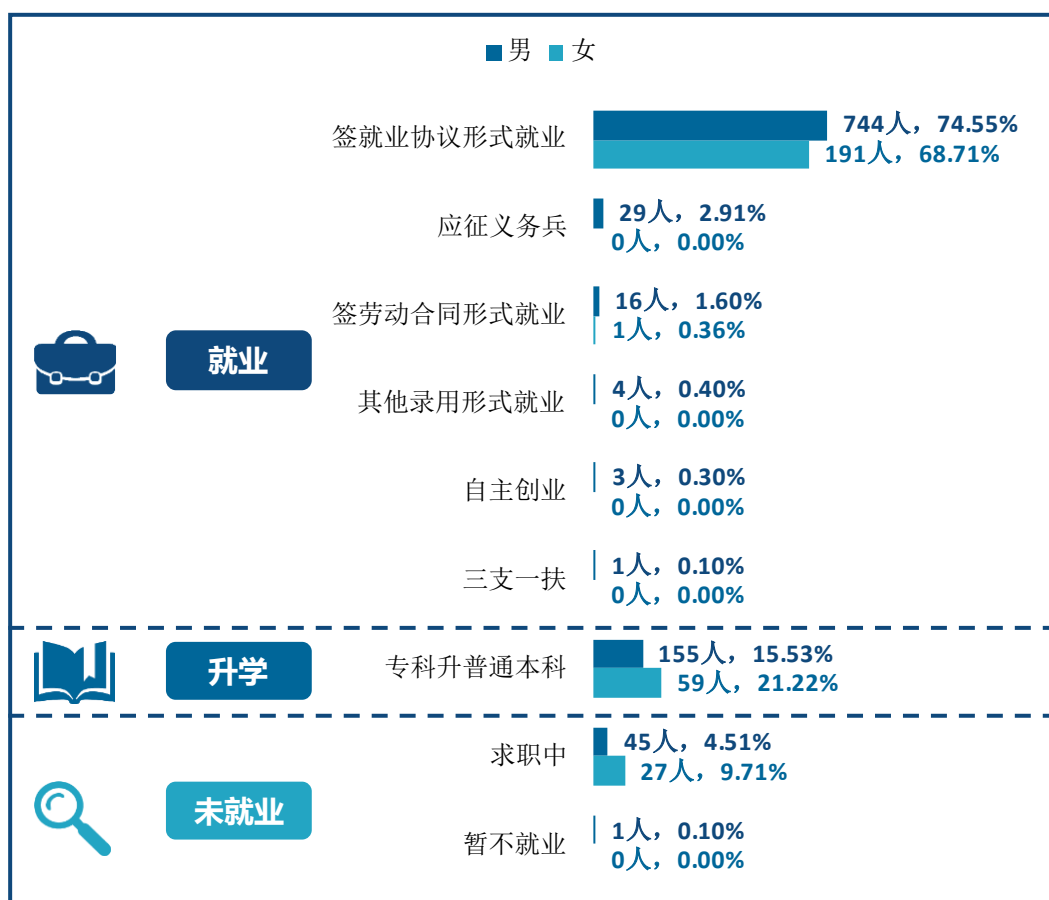 男 女
签就业协议形式就业
744人，74.55%
191人，68.71%
应征义务兵
29人，2.91%
0人，0.00%
签劳动合同形式就业
16人，1.60%
1人，0.36%
就业
其他录用形式就业
4人，0.40%
0人，0.00%
自主创业
3人，0.30%
0人，0.00%
三支一扶
1人，0.10%
0人，0.00%
升学
专科升普通本科
155人，15.53%
59人，21.22%
求职中
45人，4.51%
27人，9.71%
未就业
暂不就业
1人，0.10%
0人，0.00%